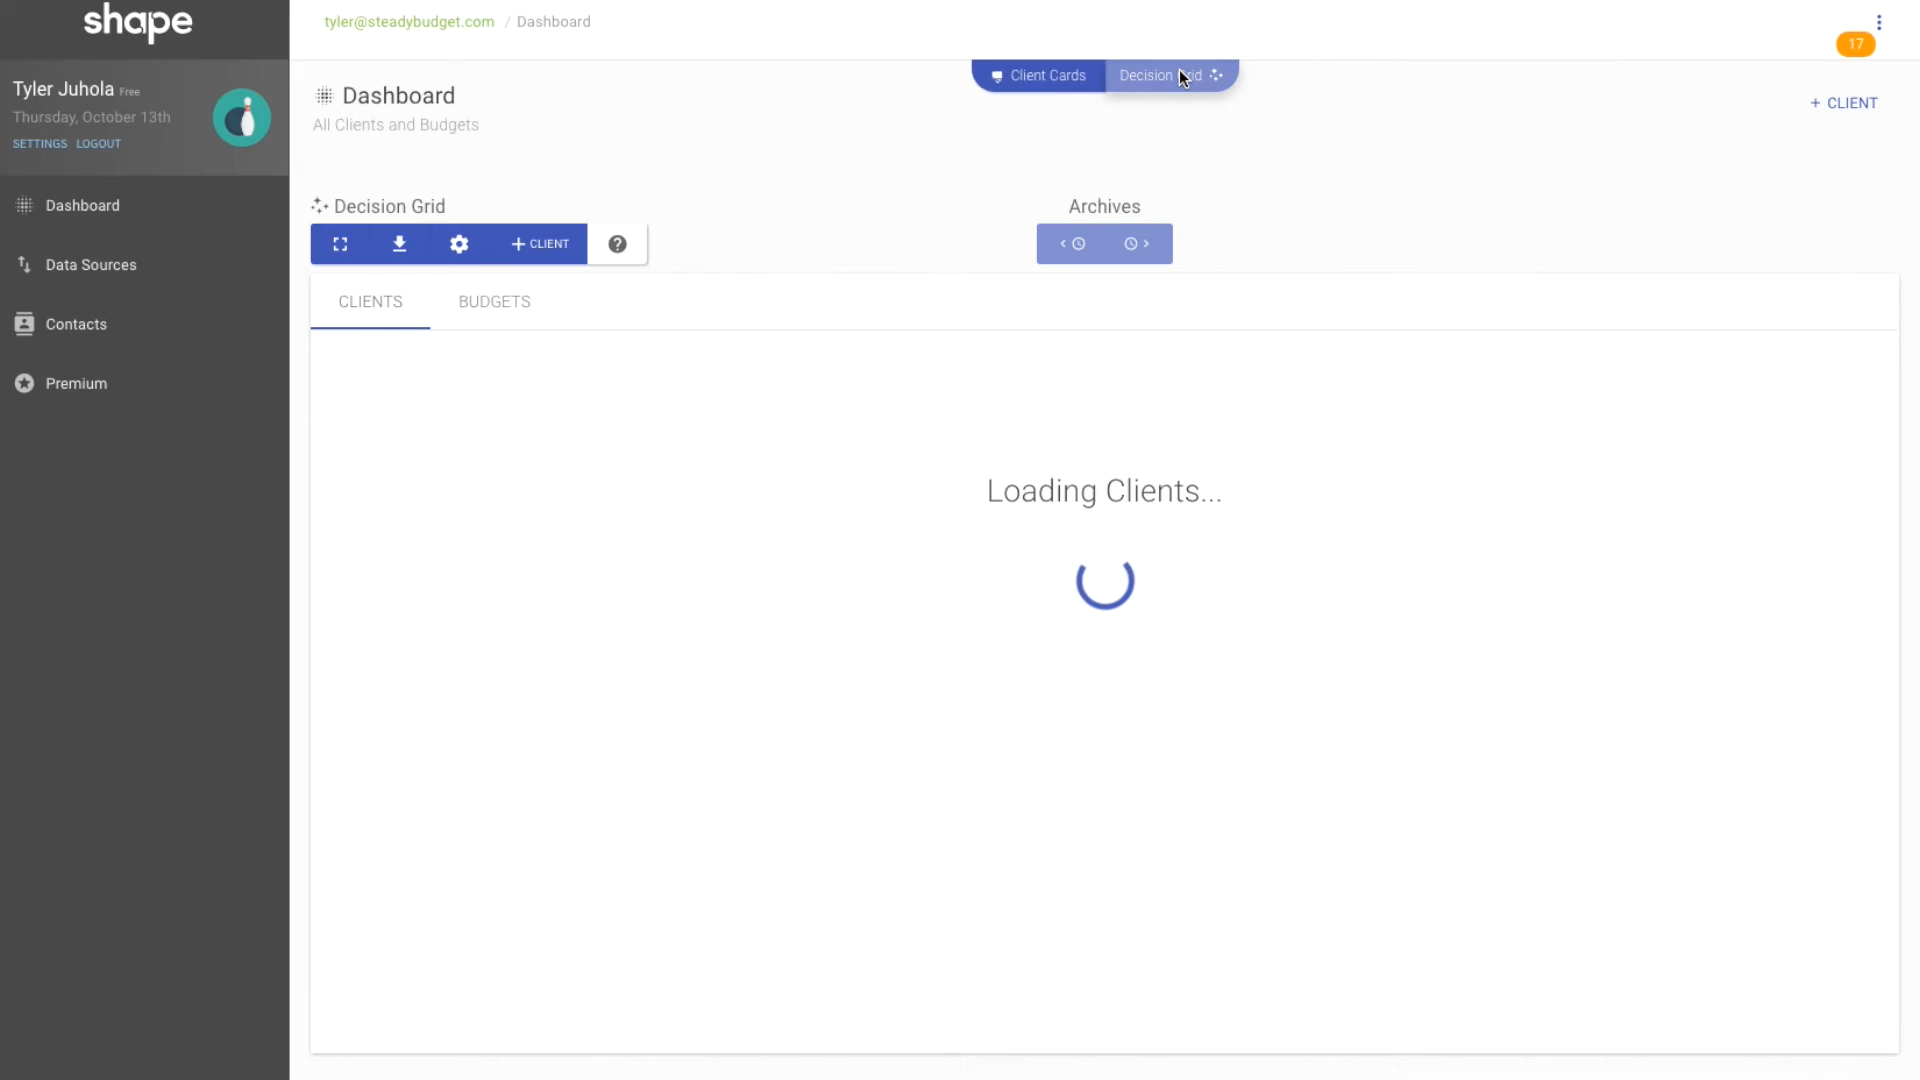 shape
tyler@steadybudget.com / Dashboard
17
Tyler Juhola Free
Thursday, October 13th
SETTINGS LOGOUT
Dashboard
Data Sources
Contacts
Premium
Client Cards
Decision
Dashboard
All Clients and Budgets
+ CLIENT
Decision Grid
Archives
+ CLIENT
?
CLIENTS
BUDGETS
Loading Clients...